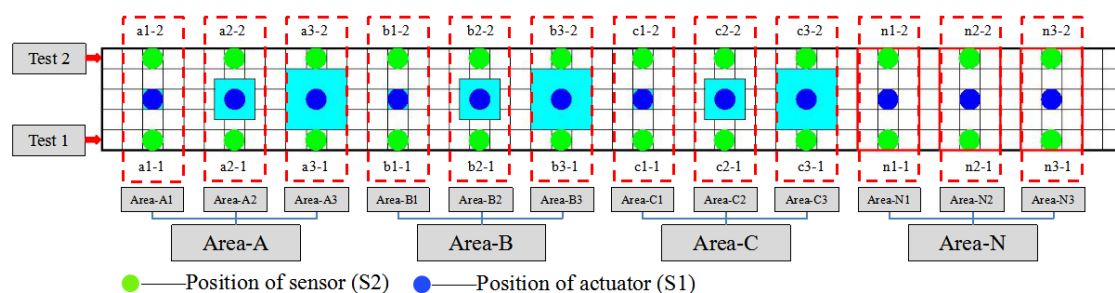 a1-2 a2-2 a3-2 b1-2 b2-2 b3-2 c1-2 c2-2 c3-2 n1-2 n2-2 n3-2
Test 2
Test 1
a1-1 a2-1 a3-1 b1-1 b2-1 b3-1 c1-1 c2-1 c3-1 n1-1 n2-1 n3-1
Area-A1 Area-A2 Area-A3 Area-B1 Area-B2 Area-B3 Area-C1 Area-C2 Area-C3 Area-N1 Area-N2 Area-N3
Area-A Area-B Area-C Area-N
Position of sensor (S2) Position of actuator (S1)